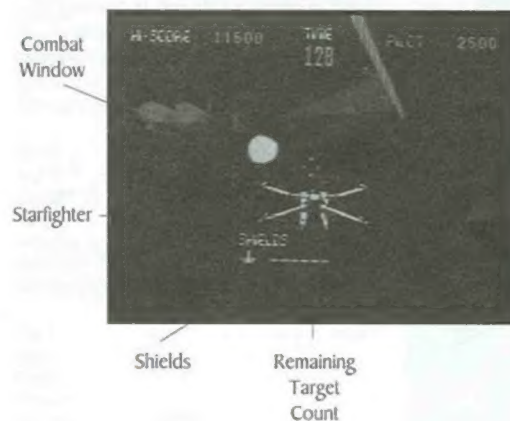 Combat
Window
HI-SCORE 11500
TIME
128
2500
Starfighter
SHIELDS
Shields
Remaining
Target
Count